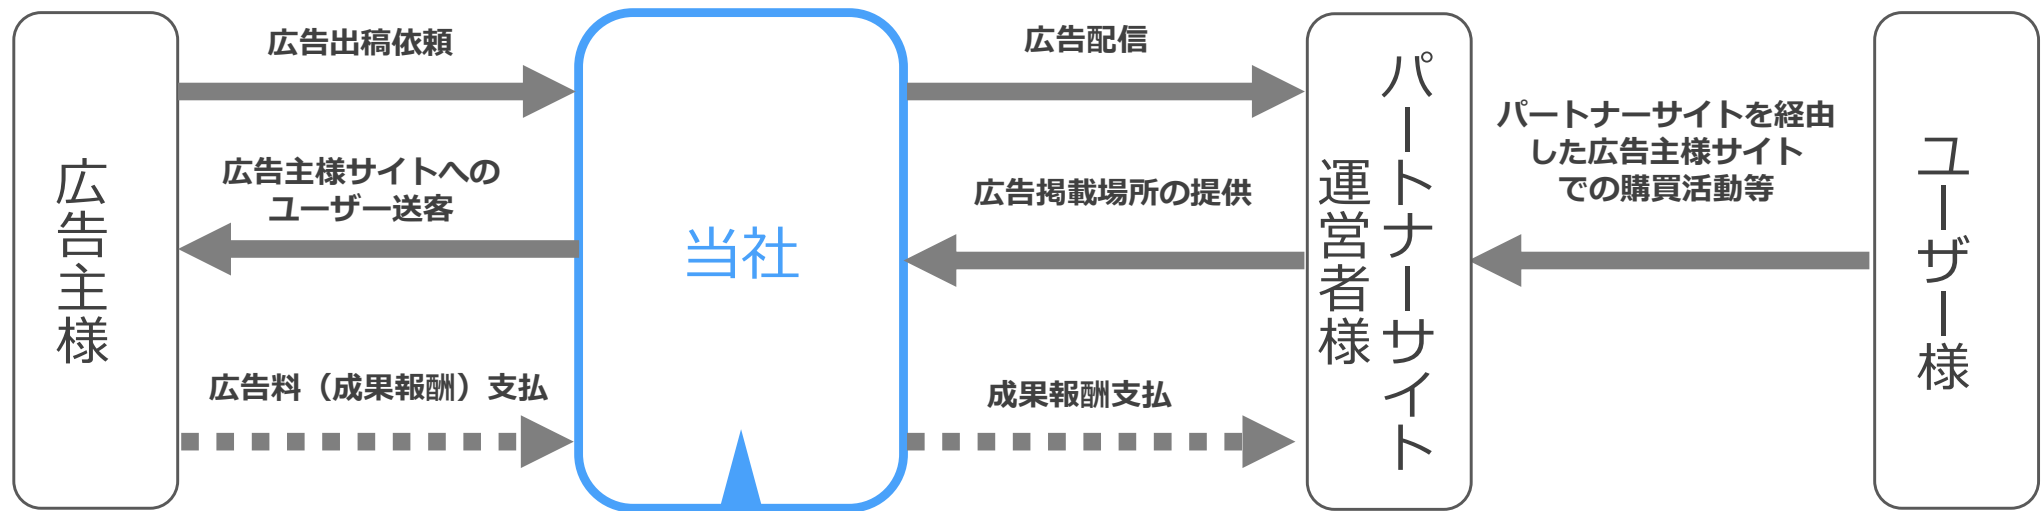 広告主様
広告出稿依頼
広告主様サイトへの
ユーザー送客
広告料（成果報酬）支払
当社
広告配信
広告掲載場所の提供
成果報酬支払
パートナーサイト
運営者様
パートナーサイトを経由
した広告主様サイト
での購買活動等
ユーザー様